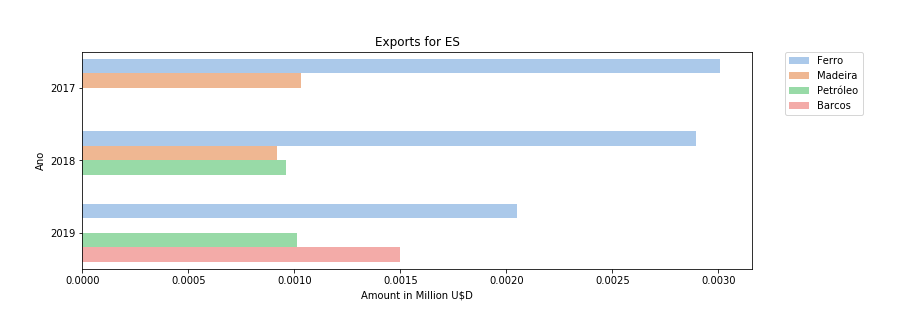 Exports for ES
Ferro
Madeira
Petróleo
Barcos
Ano
2017
2018
2019
0.0000 0.0005 0.0010 0.0015 0.0020 0.0025 0.0030
Amount in Million U$D